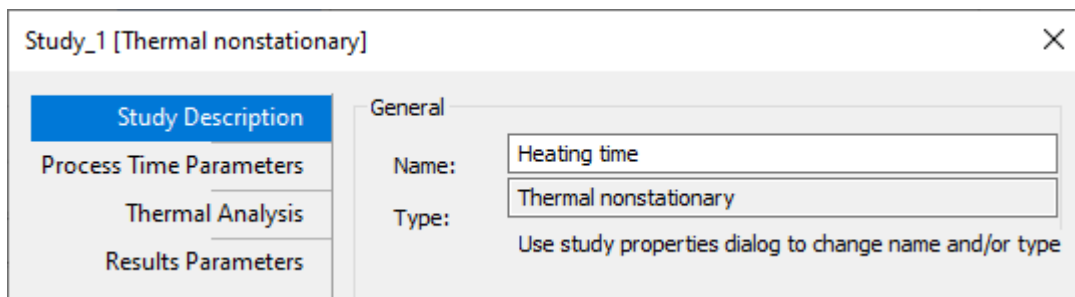 Study_1 [Thermal nonstationary]
Study Description
Process Time Parameters
Thermal Analysis
Results Parameters
General
Name:
Heating time
Type:
Thermal nonstationary
Use study properties dialog to change name and/or type